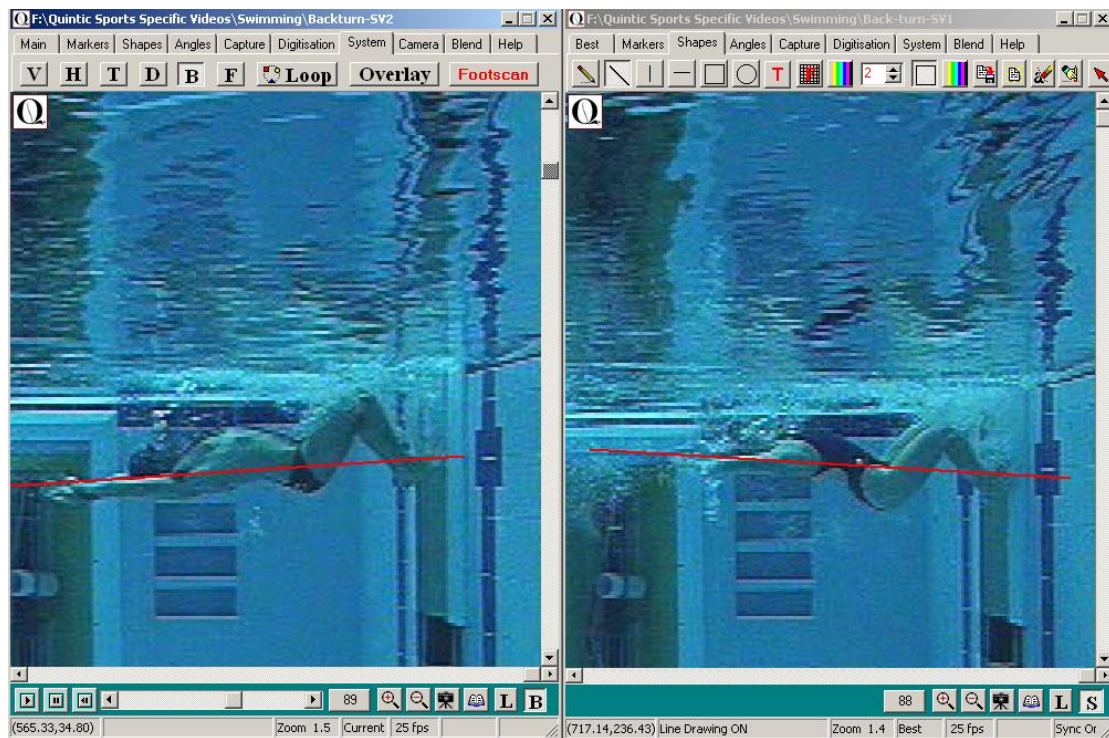 Q F:\Quintic Sports Specific Videos\Swimming\Backturn-SV2
Main Markers Shapes Angles Capture Digitisation System Camera Blend Help
V H T D B F Loop Overlay Footscan
Q
89 L B
(565.33,34.80) Zoom 1.5 Current 25 fps
Q F:\Quintic Sports Specific Videos\Swimming\Back-turn-SV1
Best Markers Shapes Angles Capture Digitisation System Blend Help
T 2
Q
88 L S
(717.14,236.43) Line Drawing ON Zoom 1.4 Best 25 fps Sync Or